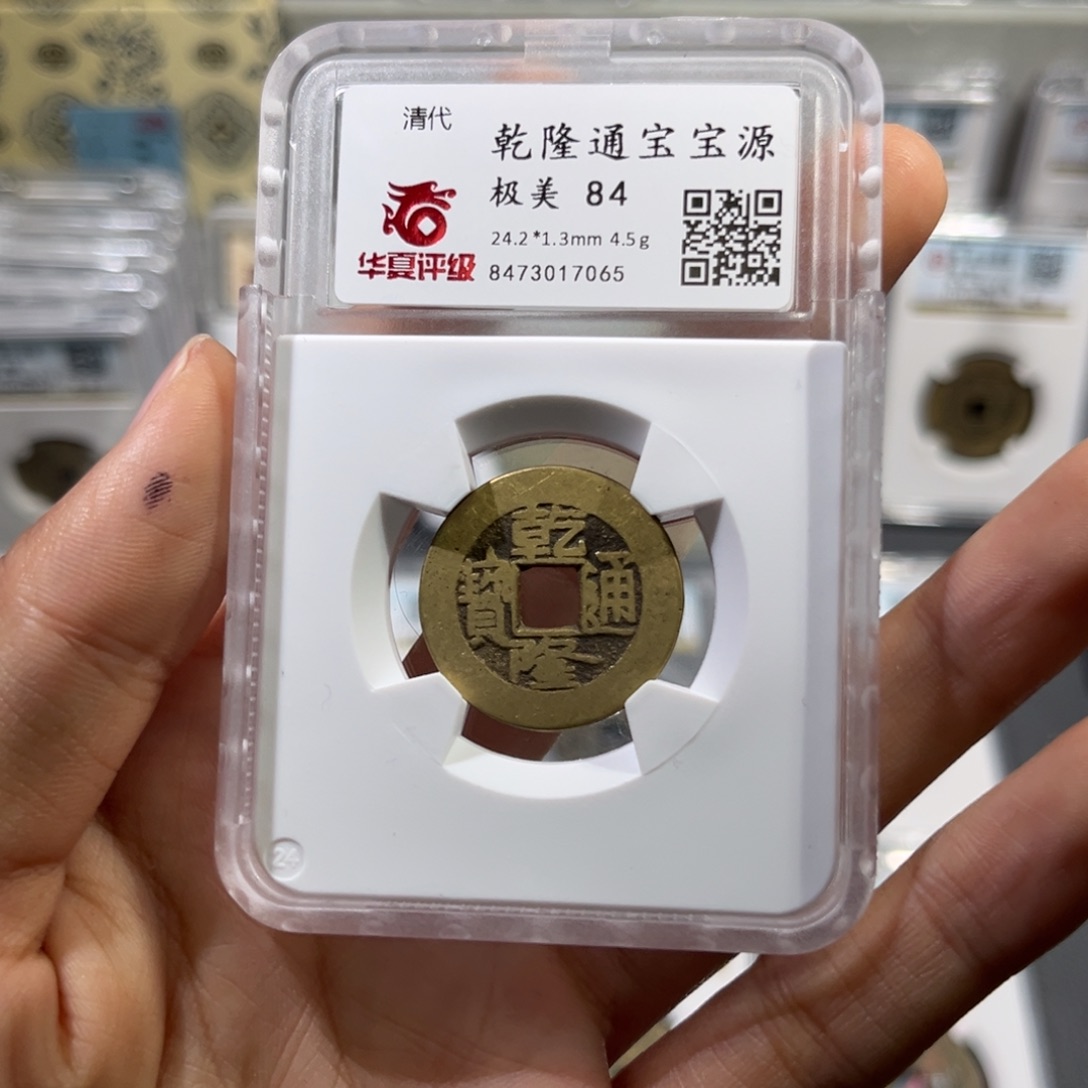 清代
乾隆通宝宝源
极美 84
24.2*1.3mm 4.5g
华夏评级
8473017065
乾隆通寶
24